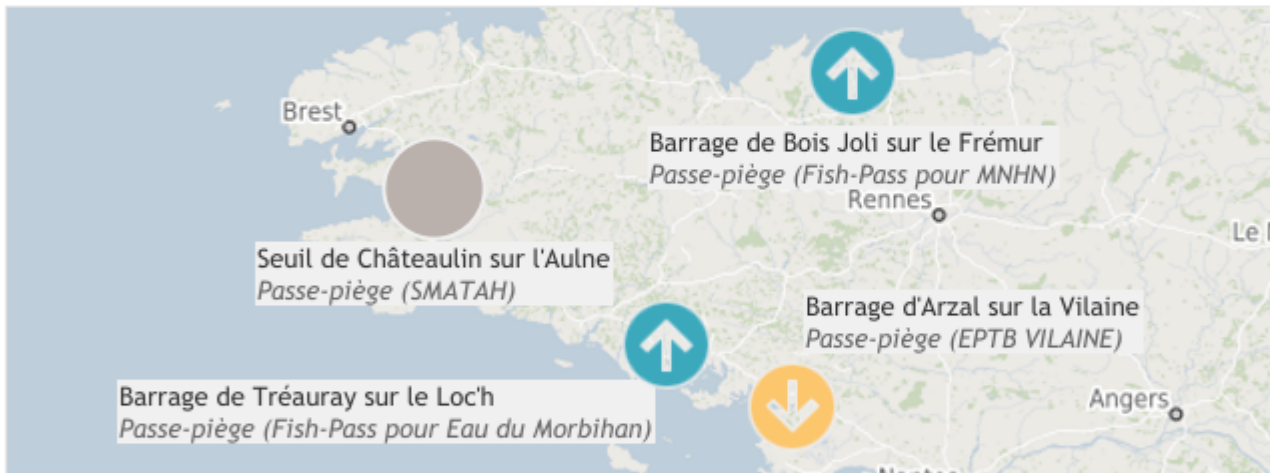 Brest
Barrage de Bois Joli sur le Frémur
Passe-piège (Fish-Pass pour MNHN)
Rennes
Le
Seuil de Châteaulin sur l'Aulne
Passe-piège (SMATAH)
Barrage d'Arzal sur la Vilaine
Passe-piège (EPTB VILAINE)
Barrage de Tréauray sur le Loc'h
Passe-piège (Fish-Pass pour Eau du Morbihan)
Angers